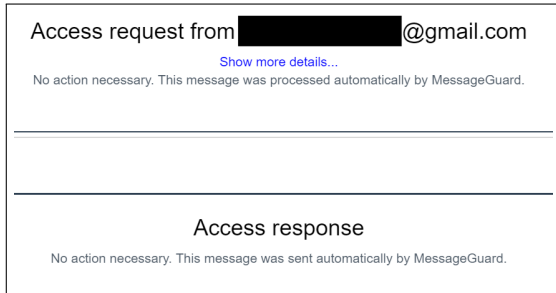 Access request from @gmail.com
Show more details...
No action necessary. This message was processed automatically by MessageGuard.
Access response
No action necessary. This message was sent automatically by MessageGuard.